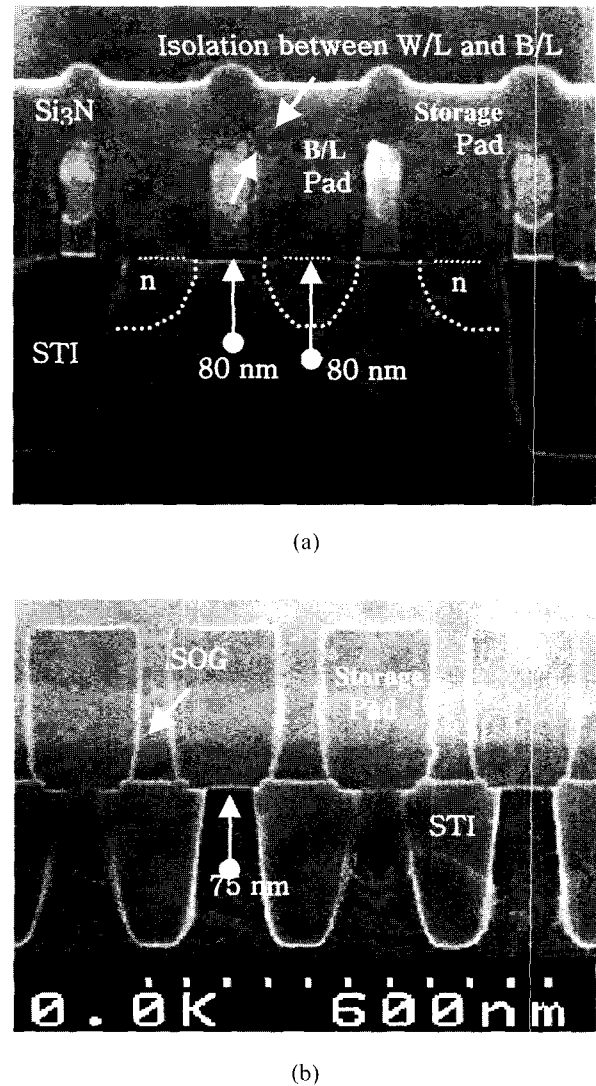 Isolation between W/L and B/L
Si₃N
Storage
Pad
B/L
Pad
n
n
STI
80 nm
80 nm
(a)
SOG
Storage
Pad
STI
75 nm
0.0K
600nm
(b)